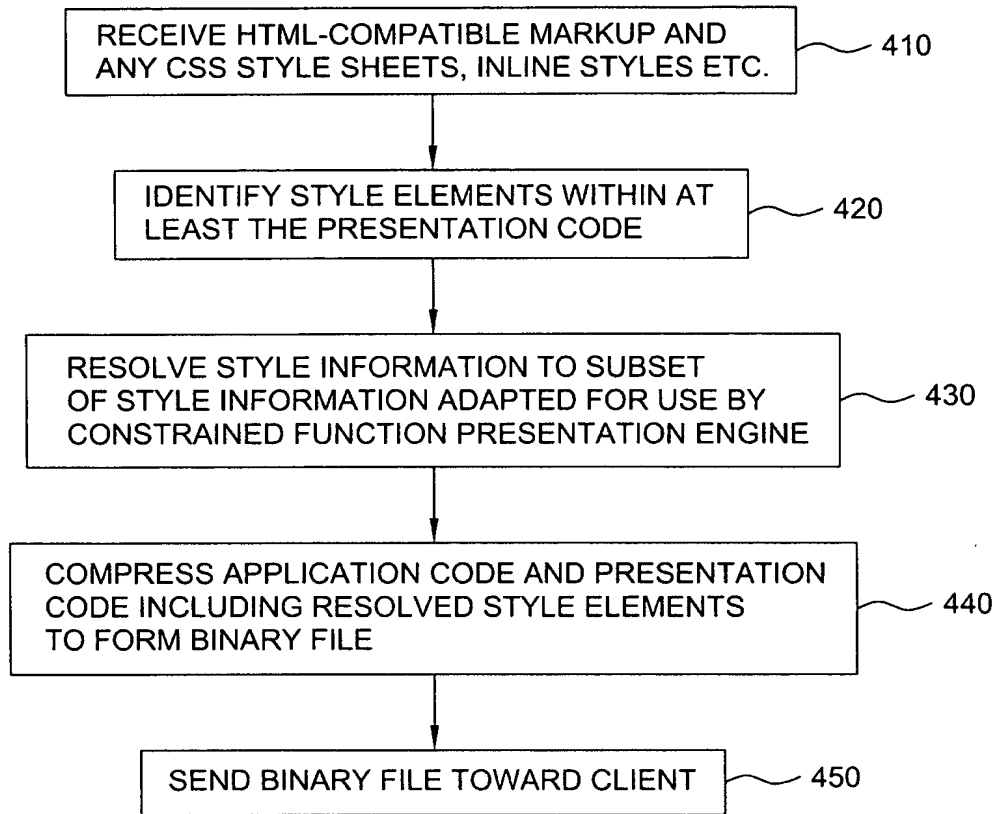 RECEIVE HTML-COMPATIBLE MARKUP AND
ANY CSS STYLE SHEETS, INLINE STYLES ETC.
410
IDENTIFY STYLE ELEMENTS WITHIN AT
LEAST THE PRESENTATION CODE
420
RESOLVE STYLE INFORMATION TO SUBSET
OF STYLE INFORMATION ADAPTED FOR USE BY
CONSTRAINED FUNCTION PRESENTATION ENGINE
430
COMPRESS APPLICATION CODE AND PRESENTATION
CODE INCLUDING RESOLVED STYLE ELEMENTS
TO FORM BINARY FILE
440
SEND BINARY FILE TOWARD CLIENT
450